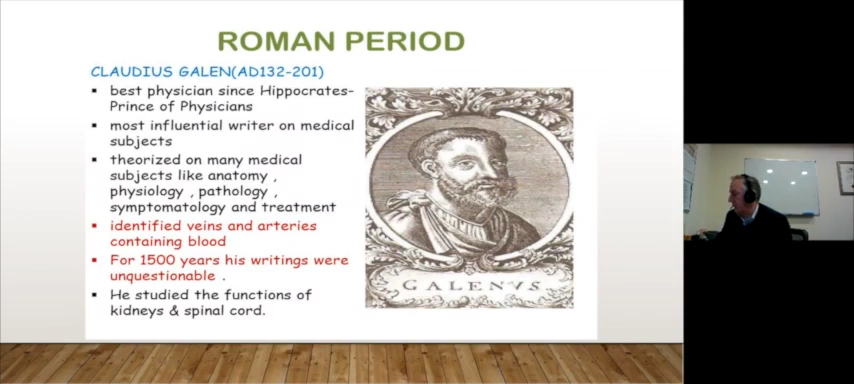 ROMAN PERIOD
CLAUDIUS GALEN(AD132-201)
▪ best physician since Hippocrates-
Prince of Physicians
▪ most influential writer on medical
subjects
▪ theorized on many medical
subjects like anatomy ,
physiology , pathology ,
symptomatology and treatment
▪ identified veins and arteries
containing blood
▪ For 1500 years his writings were
unquestionable .
▪ He studied the functions of
kidneys & spinal cord.
GALENVS.